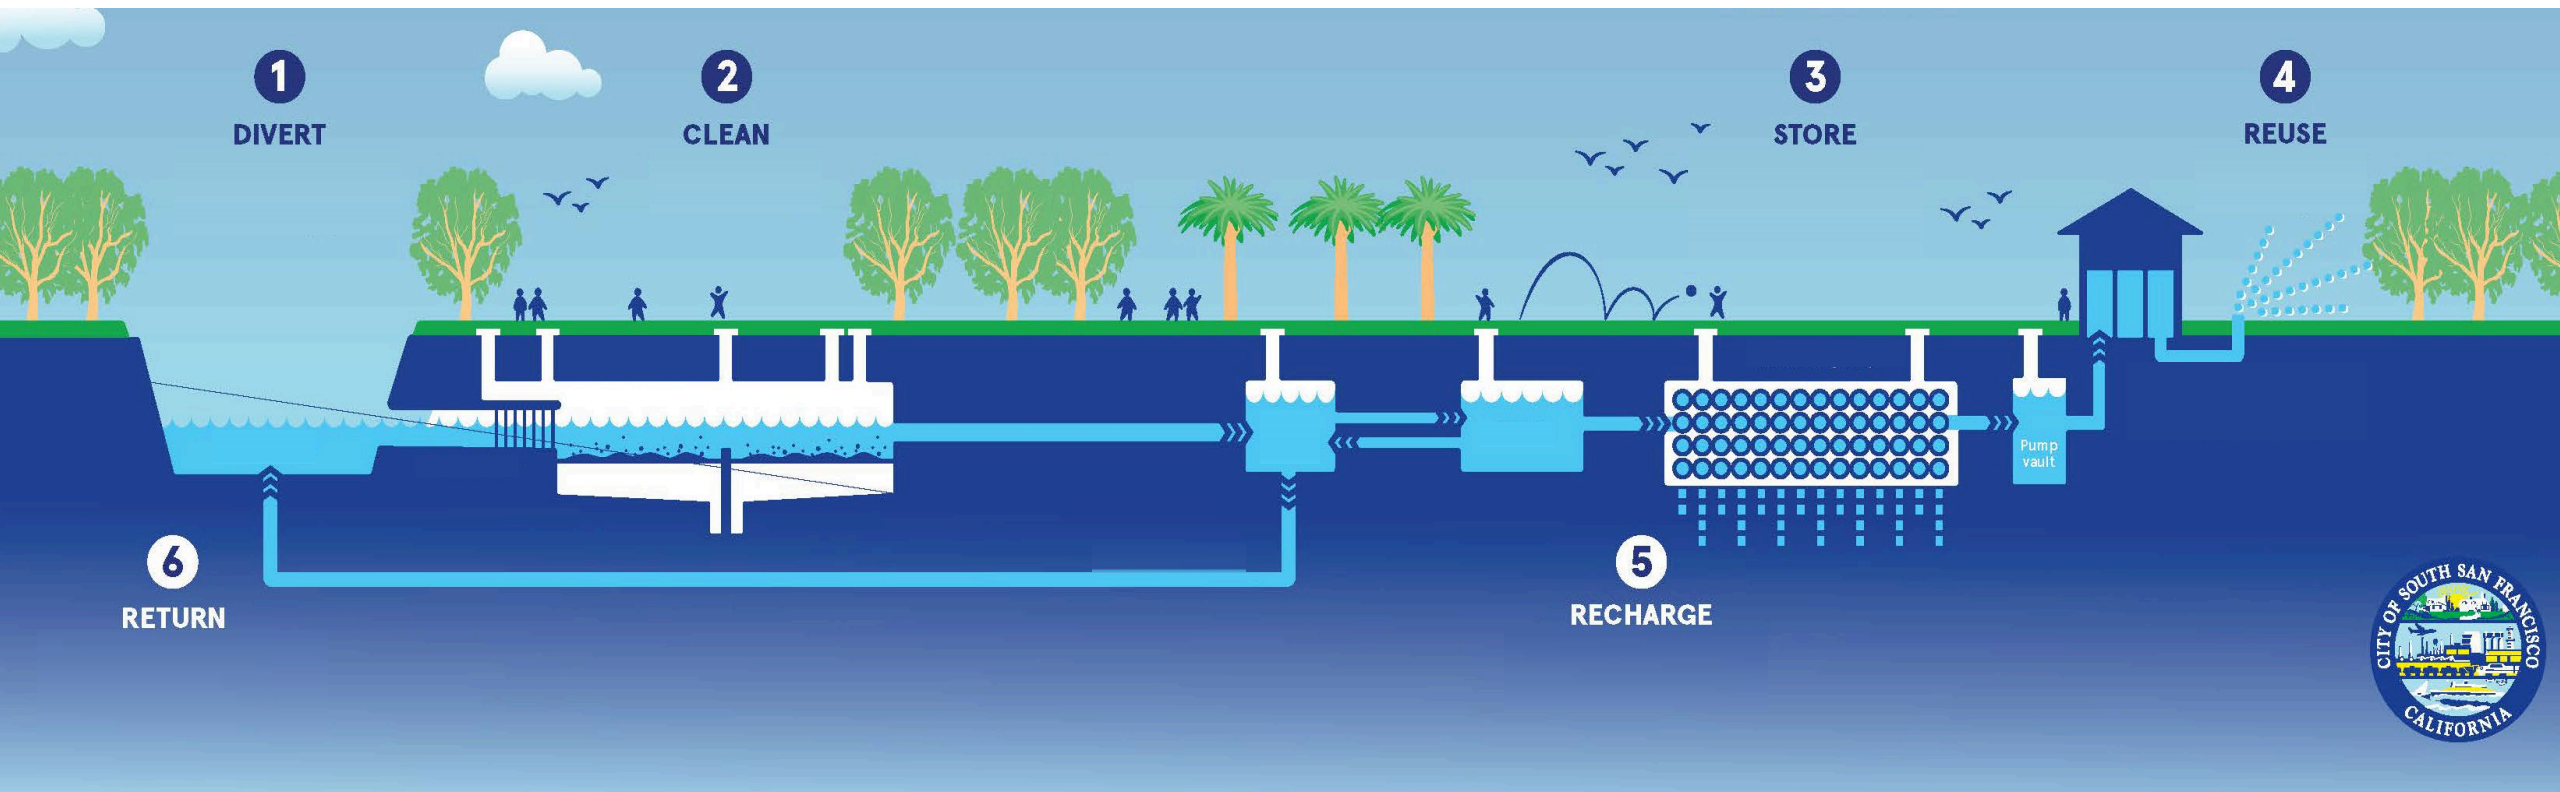 1
DIVERT
2
CLEAN
3
STORE
4
REUSE
Pump
vault
6
RETURN
5
RECHARGE
CITY OF SOUTH SAN FRANCISCO
CALIFORNIA